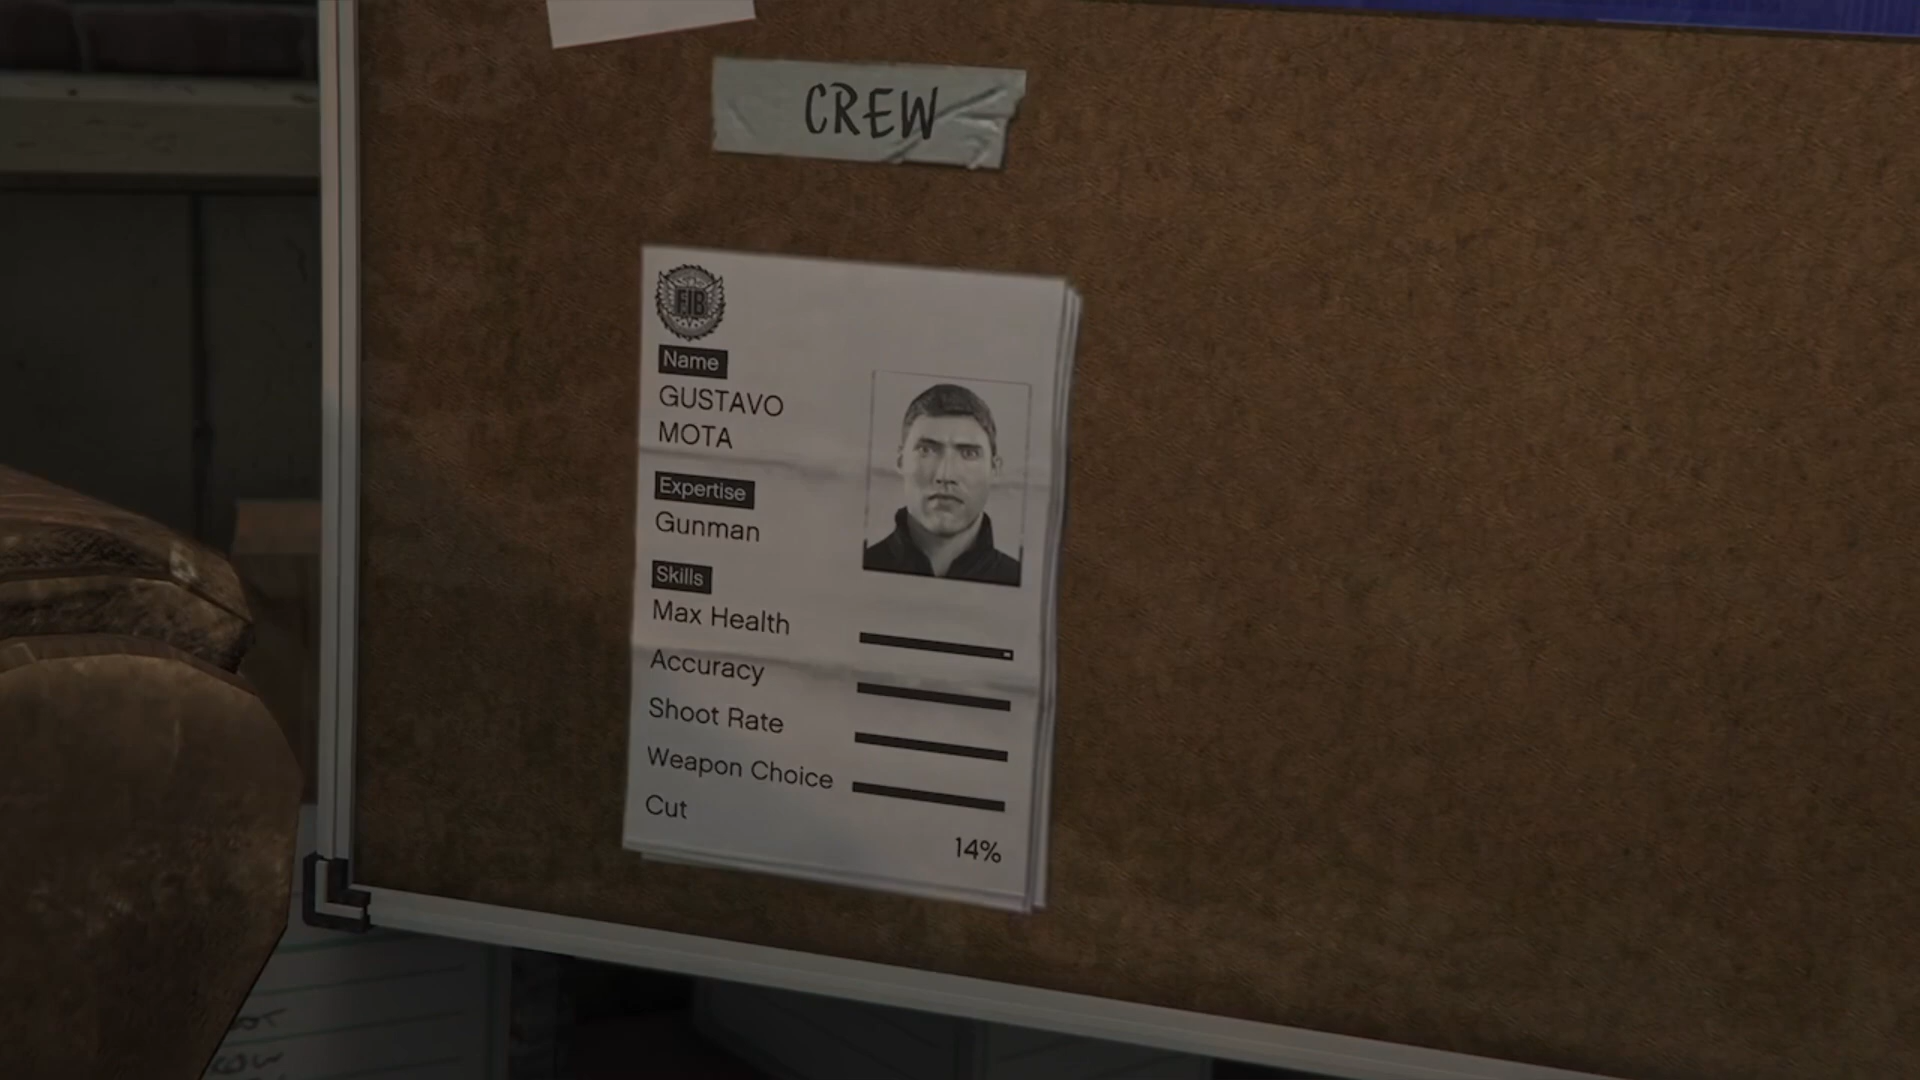 CREW
FIB
Name
GUSTAVO
MOTA
Expertise
Gunman
Skills
Max Health
Accuracy
Shoot Rate
Weapon Choice
Cut
14%